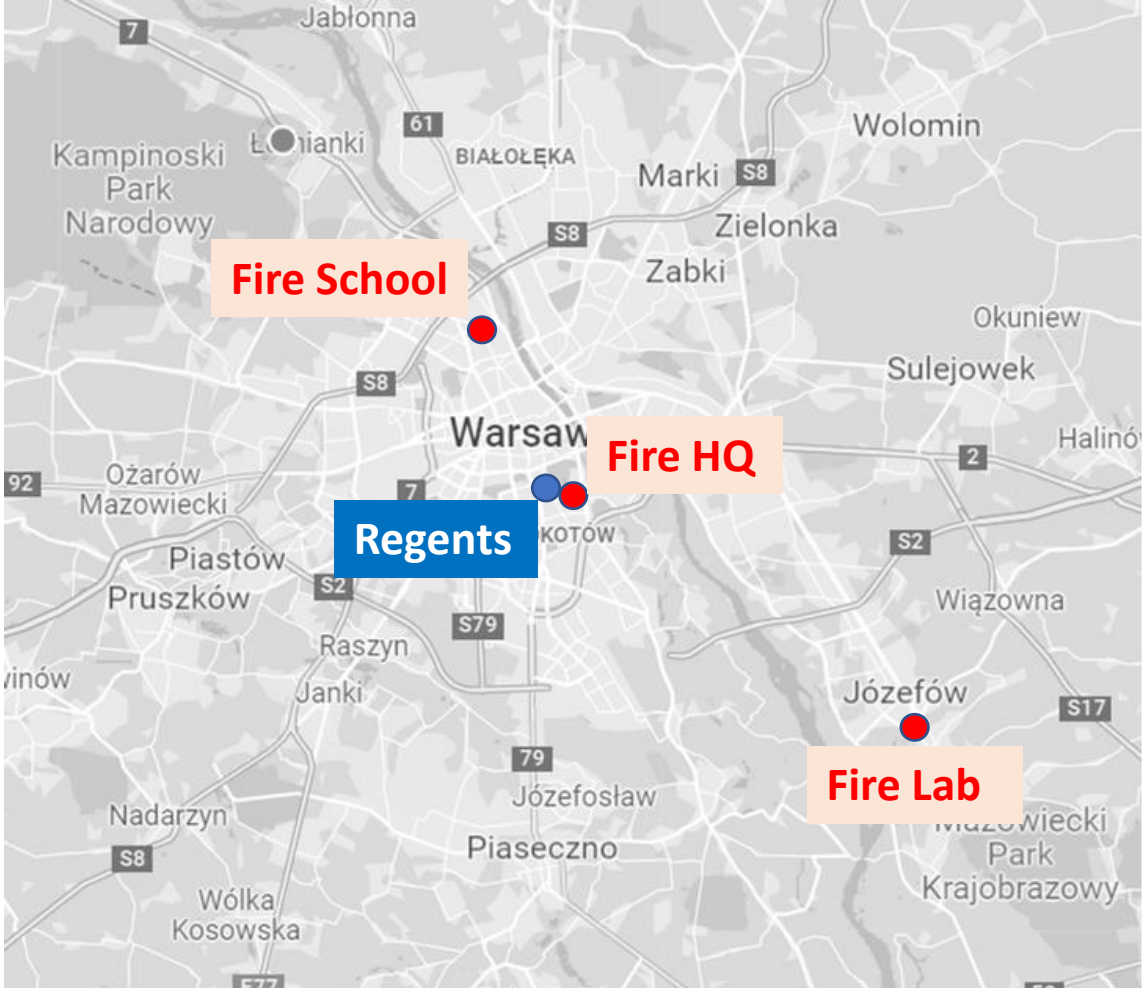 Jabłonna
7
61
Wolomin
Kampinoski
Park
Narodowy
BIAŁOŁĘKA
Marki
S8
Zielonka
S8
Fire School
Zabki
Okuniew
S8
Sulejowek
Warsaw
Fire HQ
Halinów
2
92
Ożarów
Mazowiecki
7
Regents
KOTÓW
S2
Piastów
Pruszków
S2
Wiązowna
S79
Raszyn
Janki
Józefów
S17
79
Fire Lab
Józefosław
Nadarzyn
Piaseczno
S8
Park
Krajobrazowy
Wólka
Kosowska